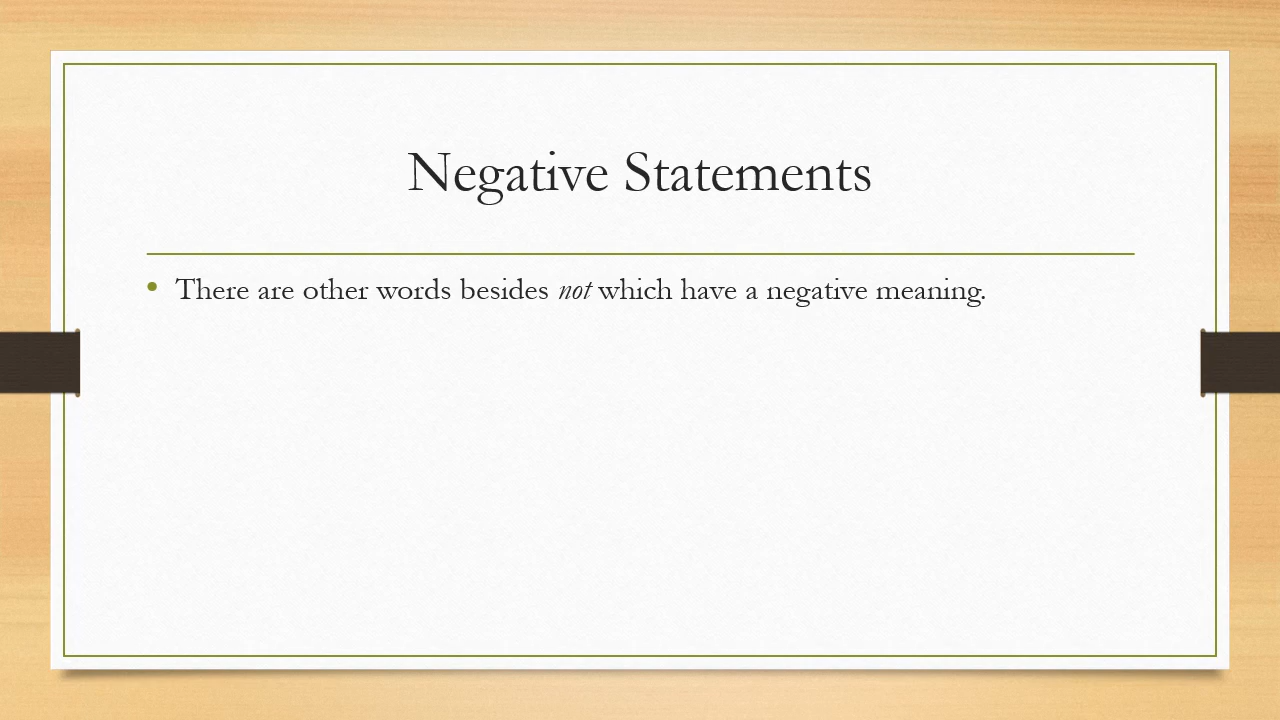 Negative Statements
• There are other words besides not which have a negative meaning.